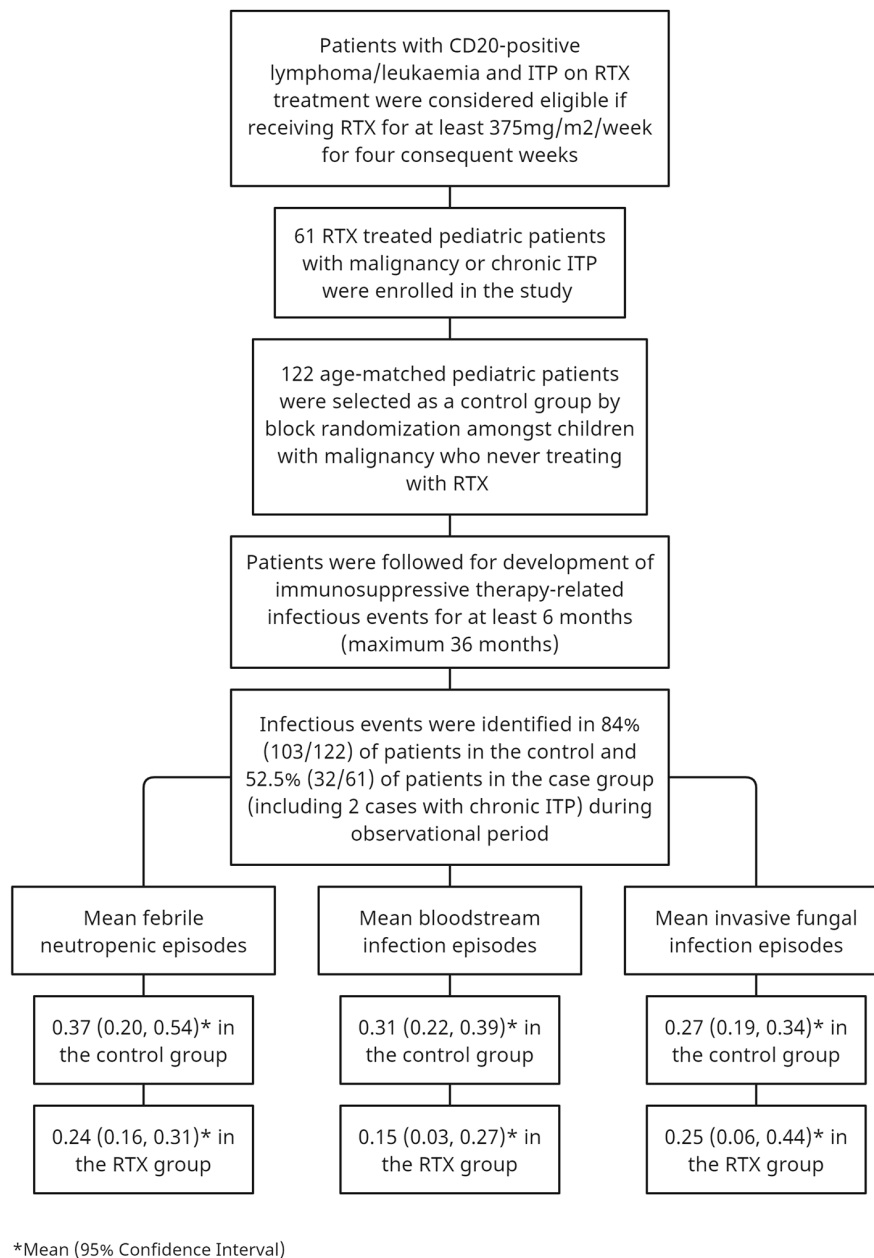 Patients with CD20-positive
lymphoma/leukaemia and ITP on RTX
treatment were considered eligible if
receiving RTX for at least 375mg/m2/week
for four consequent weeks
61 RTX treated pediatric patients
with malignancy or chronic ITP
were enrolled in the study
122 age-matched pediatric patients
were selected as a control group by
block randomization amongst children
with malignancy who never treating
with RTX
Patients were followed for development of
immunosuppressive therapy-related
infectious events for at least 6 months
(maximum 36 months)
Infectious events were identified in 84%
(103/122) of patients in the control and
52.5% (32/61) of patients in the case group
(including 2 cases with chronic ITP) during
observational period
Mean febrile
neutropenic episodes
0.37 (0.20, 0.54)* in
the control group
0.24 (0.16, 0.31)* in
the RTX group
Mean bloodstream
infection episodes
0.31 (0.22, 0.39)* in
the control group
0.15 (0.03, 0.27)* in
the RTX group
Mean invasive fungal
infection episodes
0.27 (0.19, 0.34)* in
the control group
0.25 (0.06, 0.44)* in
the RTX group
*Mean (95% Confidence Interval)